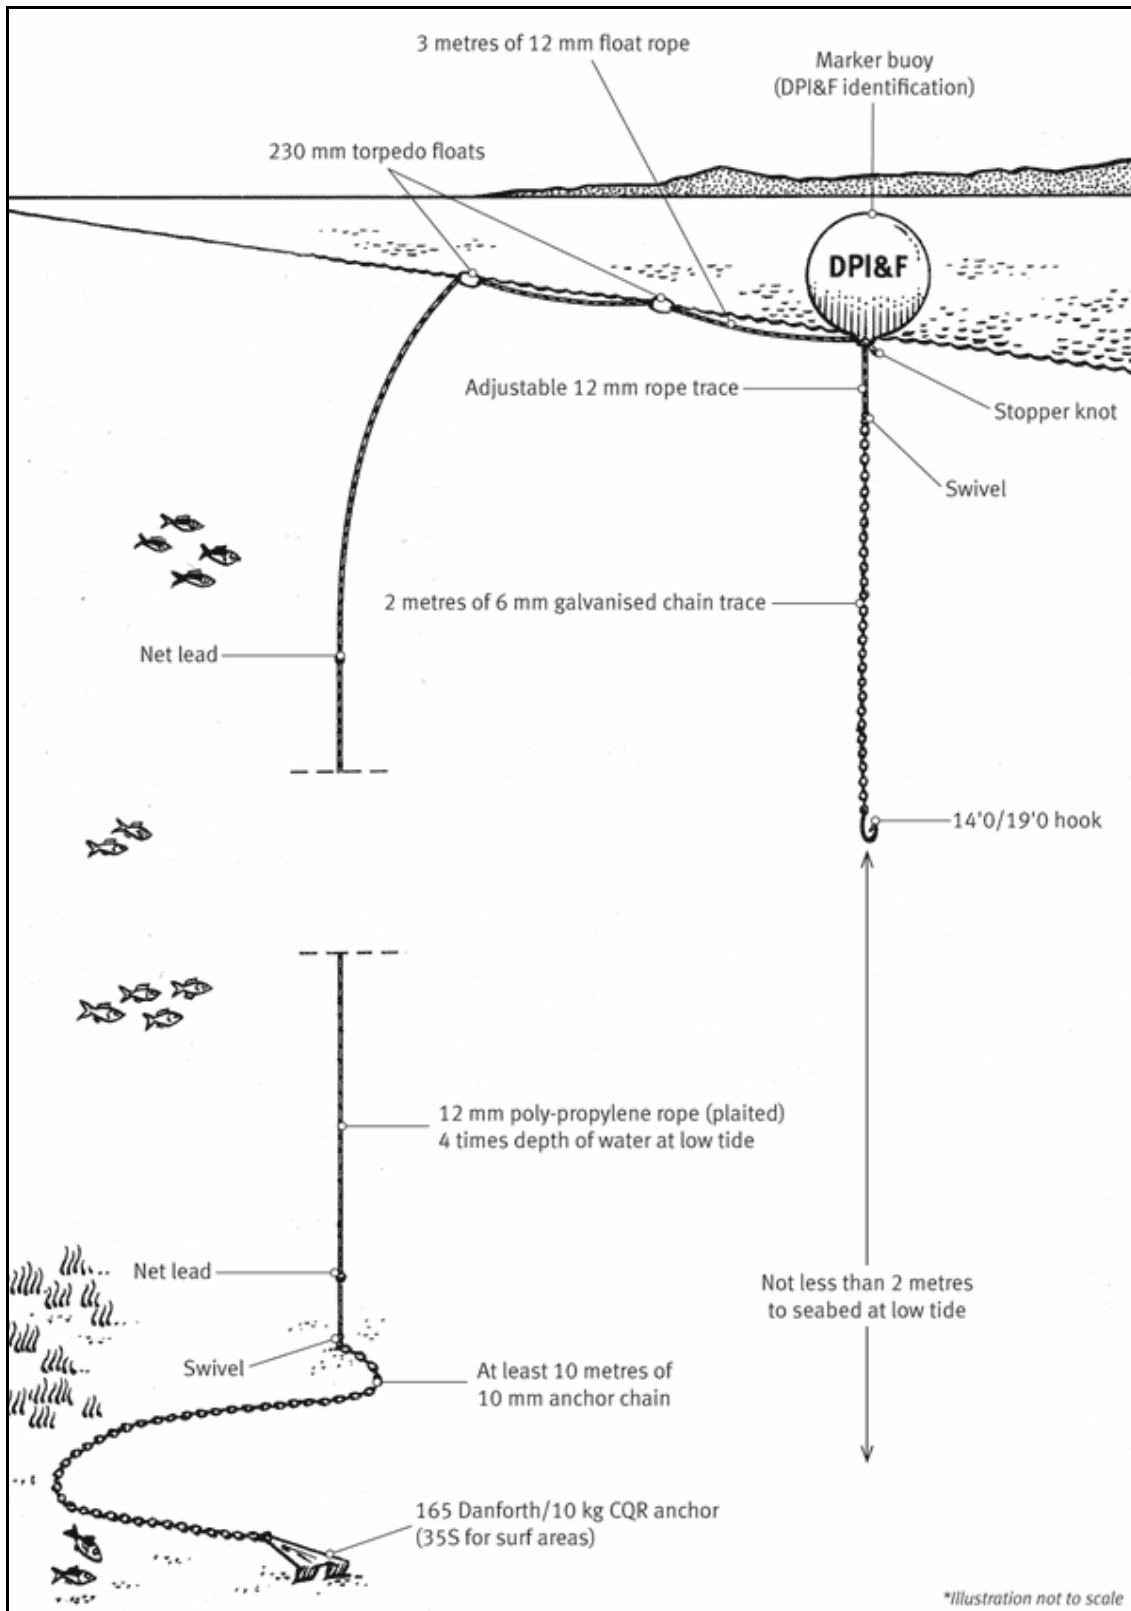 3 metres of 12 mm float rope
Marker buoy
(DPI&F identification)
230 mm torpedo floats
DPI&F
Adjustable 12 mm rope trace
Stopper knot
Swivel
2 metres of 6 mm galvanised chain trace
Net lead
14'0/19'0 hook
12 mm poly-propylene rope (plaited)
4 times depth of water at low tide
Net lead
Not less than 2 metres
to seabed at low tide
Swivel
At least 10 metres of
10 mm anchor chain
165 Danforth/10 kg CQR anchor
(35S for surf areas)
*Illustration not to scale